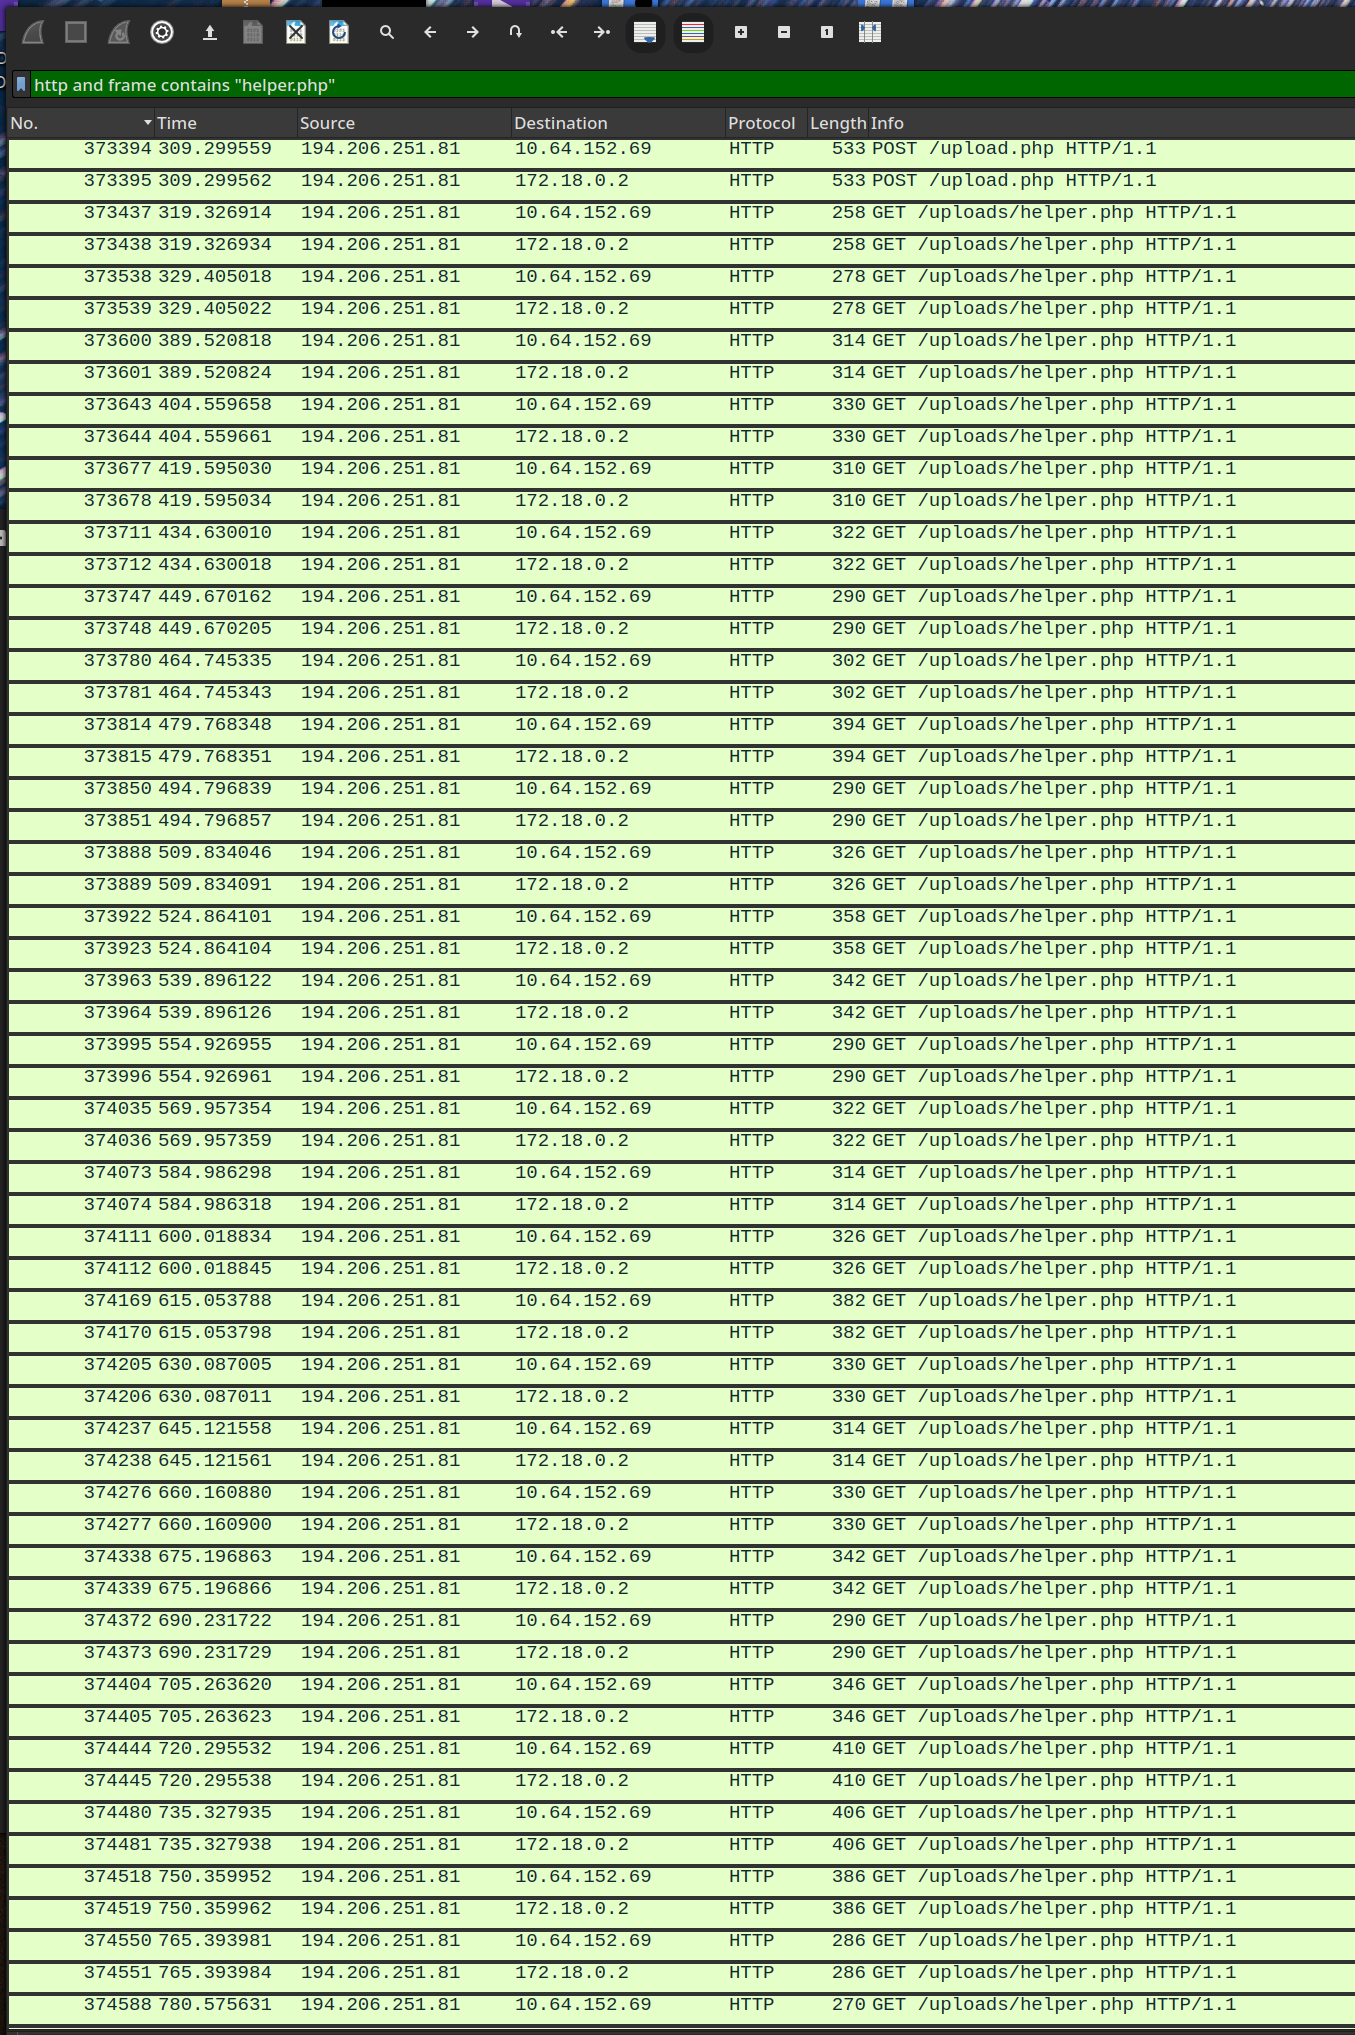 http and frame contains "helper.php"
No. Time Source Destination Protocol Length Info
373394 309.299559 194.206.251.81 10.64.152.69 HTTP 533 POST /upload.php HTTP/1.1
373395 309.299562 194.206.251.81 172.18.0.2 HTTP 533 POST /upload.php HTTP/1.1
373437 319.326914 194.206.251.81 10.64.152.69 HTTP 258 GET /uploads/helper.php HTTP/1.1
373438 319.326934 194.206.251.81 172.18.0.2 HTTP 258 GET /uploads/helper.php HTTP/1.1
373538 329.405018 194.206.251.81 10.64.152.69 HTTP 278 GET /uploads/helper.php HTTP/1.1
373539 329.405022 194.206.251.81 172.18.0.2 HTTP 278 GET /uploads/helper.php HTTP/1.1
373600 389.520818 194.206.251.81 10.64.152.69 HTTP 314 GET /uploads/helper.php HTTP/1.1
373601 389.520824 194.206.251.81 172.18.0.2 HTTP 314 GET /uploads/helper.php HTTP/1.1
373643 404.559658 194.206.251.81 10.64.152.69 HTTP 330 GET /uploads/helper.php HTTP/1.1
373644 404.559661 194.206.251.81 172.18.0.2 HTTP 330 GET /uploads/helper.php HTTP/1.1
373677 419.595030 194.206.251.81 10.64.152.69 HTTP 310 GET /uploads/helper.php HTTP/1.1
373678 419.595034 194.206.251.81 172.18.0.2 HTTP 310 GET /uploads/helper.php HTTP/1.1
373711 434.630010 194.206.251.81 10.64.152.69 HTTP 322 GET /uploads/helper.php HTTP/1.1
373712 434.630018 194.206.251.81 172.18.0.2 HTTP 322 GET /uploads/helper.php HTTP/1.1
373747 449.670162 194.206.251.81 10.64.152.69 HTTP 290 GET /uploads/helper.php HTTP/1.1
373748 449.670205 194.206.251.81 172.18.0.2 HTTP 290 GET /uploads/helper.php HTTP/1.1
373780 464.745335 194.206.251.81 10.64.152.69 HTTP 302 GET /uploads/helper.php HTTP/1.1
373781 464.745343 194.206.251.81 172.18.0.2 HTTP 302 GET /uploads/helper.php HTTP/1.1
373814 479.768348 194.206.251.81 10.64.152.69 HTTP 394 GET /uploads/helper.php HTTP/1.1
373815 479.768351 194.206.251.81 172.18.0.2 HTTP 394 GET /uploads/helper.php HTTP/1.1
373850 494.796839 194.206.251.81 10.64.152.69 HTTP 290 GET /uploads/helper.php HTTP/1.1
373851 494.796857 194.206.251.81 172.18.0.2 HTTP 290 GET /uploads/helper.php HTTP/1.1
373888 509.834046 194.206.251.81 10.64.152.69 HTTP 326 GET /uploads/helper.php HTTP/1.1
373889 509.834091 194.206.251.81 172.18.0.2 HTTP 326 GET /uploads/helper.php HTTP/1.1
373922 524.864101 194.206.251.81 10.64.152.69 HTTP 358 GET /uploads/helper.php HTTP/1.1
373923 524.864104 194.206.251.81 172.18.0.2 HTTP 358 GET /uploads/helper.php HTTP/1.1
373963 539.896122 194.206.251.81 10.64.152.69 HTTP 342 GET /uploads/helper.php HTTP/1.1
373964 539.896126 194.206.251.81 172.18.0.2 HTTP 342 GET /uploads/helper.php HTTP/1.1
373995 554.926955 194.206.251.81 10.64.152.69 HTTP 290 GET /uploads/helper.php HTTP/1.1
373996 554.926961 194.206.251.81 172.18.0.2 HTTP 290 GET /uploads/helper.php HTTP/1.1
374035 569.957354 194.206.251.81 10.64.152.69 HTTP 322 GET /uploads/helper.php HTTP/1.1
374036 569.957359 194.206.251.81 172.18.0.2 HTTP 322 GET /uploads/helper.php HTTP/1.1
374073 584.986298 194.206.251.81 10.64.152.69 HTTP 314 GET /uploads/helper.php HTTP/1.1
374074 584.986318 194.206.251.81 172.18.0.2 HTTP 314 GET /uploads/helper.php HTTP/1.1
374111 600.018834 194.206.251.81 10.64.152.69 HTTP 326 GET /uploads/helper.php HTTP/1.1
374112 600.018845 194.206.251.81 172.18.0.2 HTTP 326 GET /uploads/helper.php HTTP/1.1
374169 615.053788 194.206.251.81 10.64.152.69 HTTP 382 GET /uploads/helper.php HTTP/1.1
374170 615.053798 194.206.251.81 172.18.0.2 HTTP 382 GET /uploads/helper.php HTTP/1.1
374205 630.087005 194.206.251.81 10.64.152.69 HTTP 330 GET /uploads/helper.php HTTP/1.1
374206 630.087011 194.206.251.81 172.18.0.2 HTTP 330 GET /uploads/helper.php HTTP/1.1
374237 645.121558 194.206.251.81 10.64.152.69 HTTP 314 GET /uploads/helper.php HTTP/1.1
374238 645.121561 194.206.251.81 172.18.0.2 HTTP 314 GET /uploads/helper.php HTTP/1.1
374276 660.160880 194.206.251.81 10.64.152.69 HTTP 330 GET /uploads/helper.php HTTP/1.1
374277 660.160900 194.206.251.81 172.18.0.2 HTTP 330 GET /uploads/helper.php HTTP/1.1
374338 675.196863 194.206.251.81 10.64.152.69 HTTP 342 GET /uploads/helper.php HTTP/1.1
374339 675.196866 194.206.251.81 172.18.0.2 HTTP 342 GET /uploads/helper.php HTTP/1.1
374372 690.231722 194.206.251.81 10.64.152.69 HTTP 290 GET /uploads/helper.php HTTP/1.1
374373 690.231729 194.206.251.81 172.18.0.2 HTTP 290 GET /uploads/helper.php HTTP/1.1
374404 705.263620 194.206.251.81 10.64.152.69 HTTP 346 GET /uploads/helper.php HTTP/1.1
374405 705.263623 194.206.251.81 172.18.0.2 HTTP 346 GET /uploads/helper.php HTTP/1.1
374444 720.295532 194.206.251.81 10.64.152.69 HTTP 410 GET /uploads/helper.php HTTP/1.1
374445 720.295538 194.206.251.81 172.18.0.2 HTTP 410 GET /uploads/helper.php HTTP/1.1
374480 735.327935 194.206.251.81 10.64.152.69 HTTP 406 GET /uploads/helper.php HTTP/1.1
374481 735.327938 194.206.251.81 172.18.0.2 HTTP 406 GET /uploads/helper.php HTTP/1.1
374518 750.359952 194.206.251.81 10.64.152.69 HTTP 386 GET /uploads/helper.php HTTP/1.1
374519 750.359962 194.206.251.81 172.18.0.2 HTTP 386 GET /uploads/helper.php HTTP/1.1
374550 765.393981 194.206.251.81 10.64.152.69 HTTP 286 GET /uploads/helper.php HTTP/1.1
374551 765.393984 194.206.251.81 172.18.0.2 HTTP 286 GET /uploads/helper.php HTTP/1.1
374588 780.575631 194.206.251.81 10.64.152.69 HTTP 270 GET /uploads/helper.php HTTP/1.1